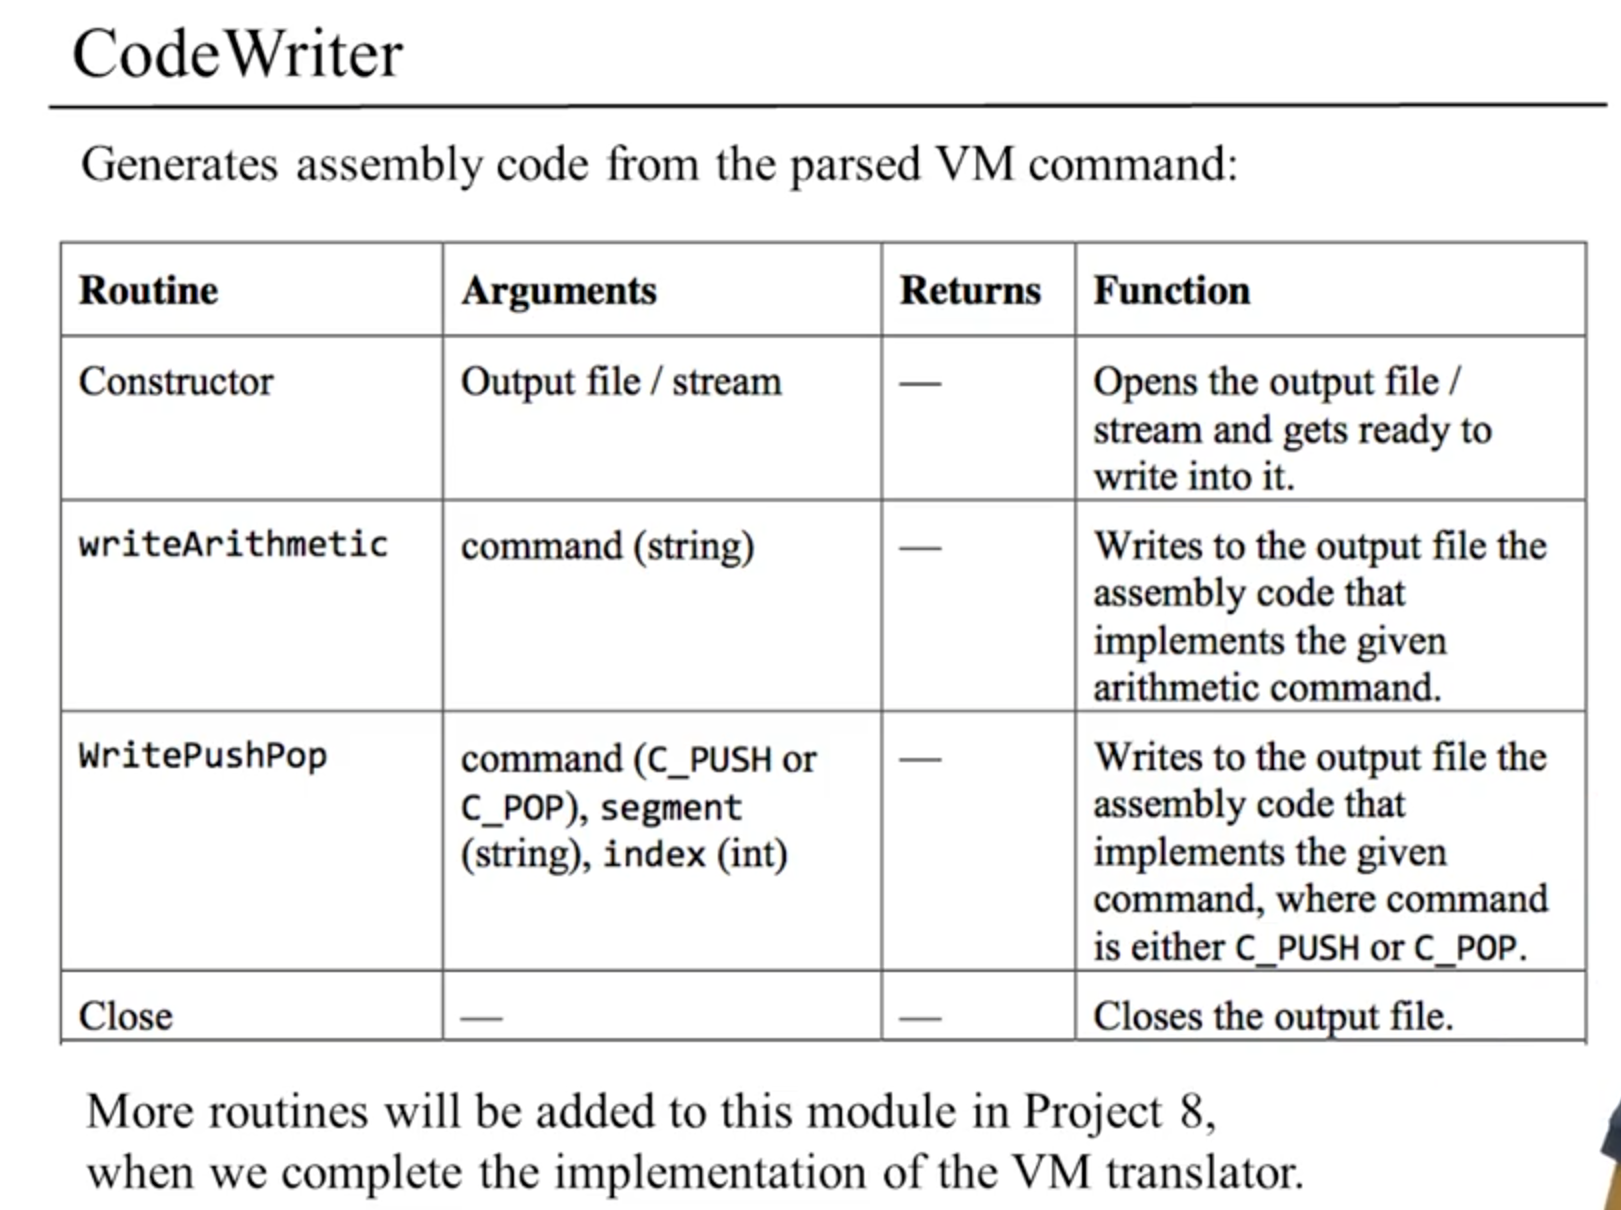 CodeWriter
Generates assembly code from the parsed VM command:
Routine
Arguments
Returns
Function
Constructor
Output file / stream
—
Opens the output file /
stream and gets ready to
write into it.
writeArithmetic
command (string)
—
Writes to the output file the
assembly code that
implements the given
arithmetic command.
WritePushPop
command (C_PUSH or
C_POP), segment
(string), index (int)
—
Writes to the output file the
assembly code that
implements the given
command, where command
is either C_PUSH or C_POP.
Close
—
—
Closes the output file.
More routines will be added to this module in Project 8,
when we complete the implementation of the VM translator.